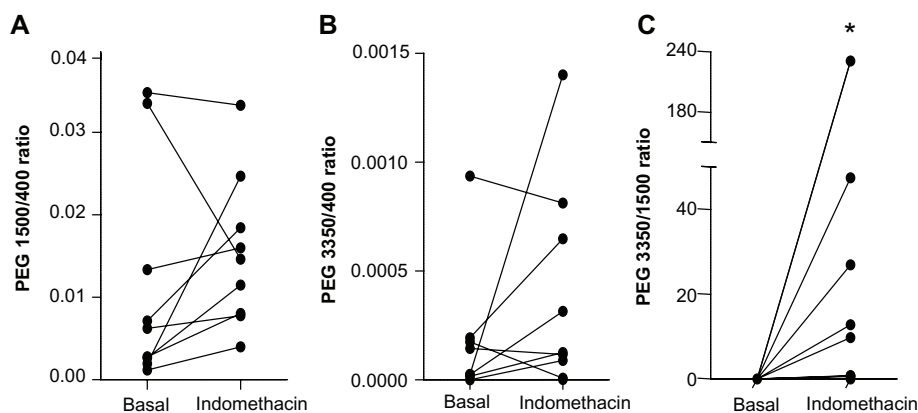 A
PEG 1500/400 ratio
0.04
0.03
0.02
0.01
0.00
Basal
Indomethacin
B
PEG 3350/400 ratio
0.0015
0.0010
0.0005
0.0000
Basal
Indomethacin
C
*
PEG 3350/1500 ratio
240
180
40
20
0
Basal
Indomethacin